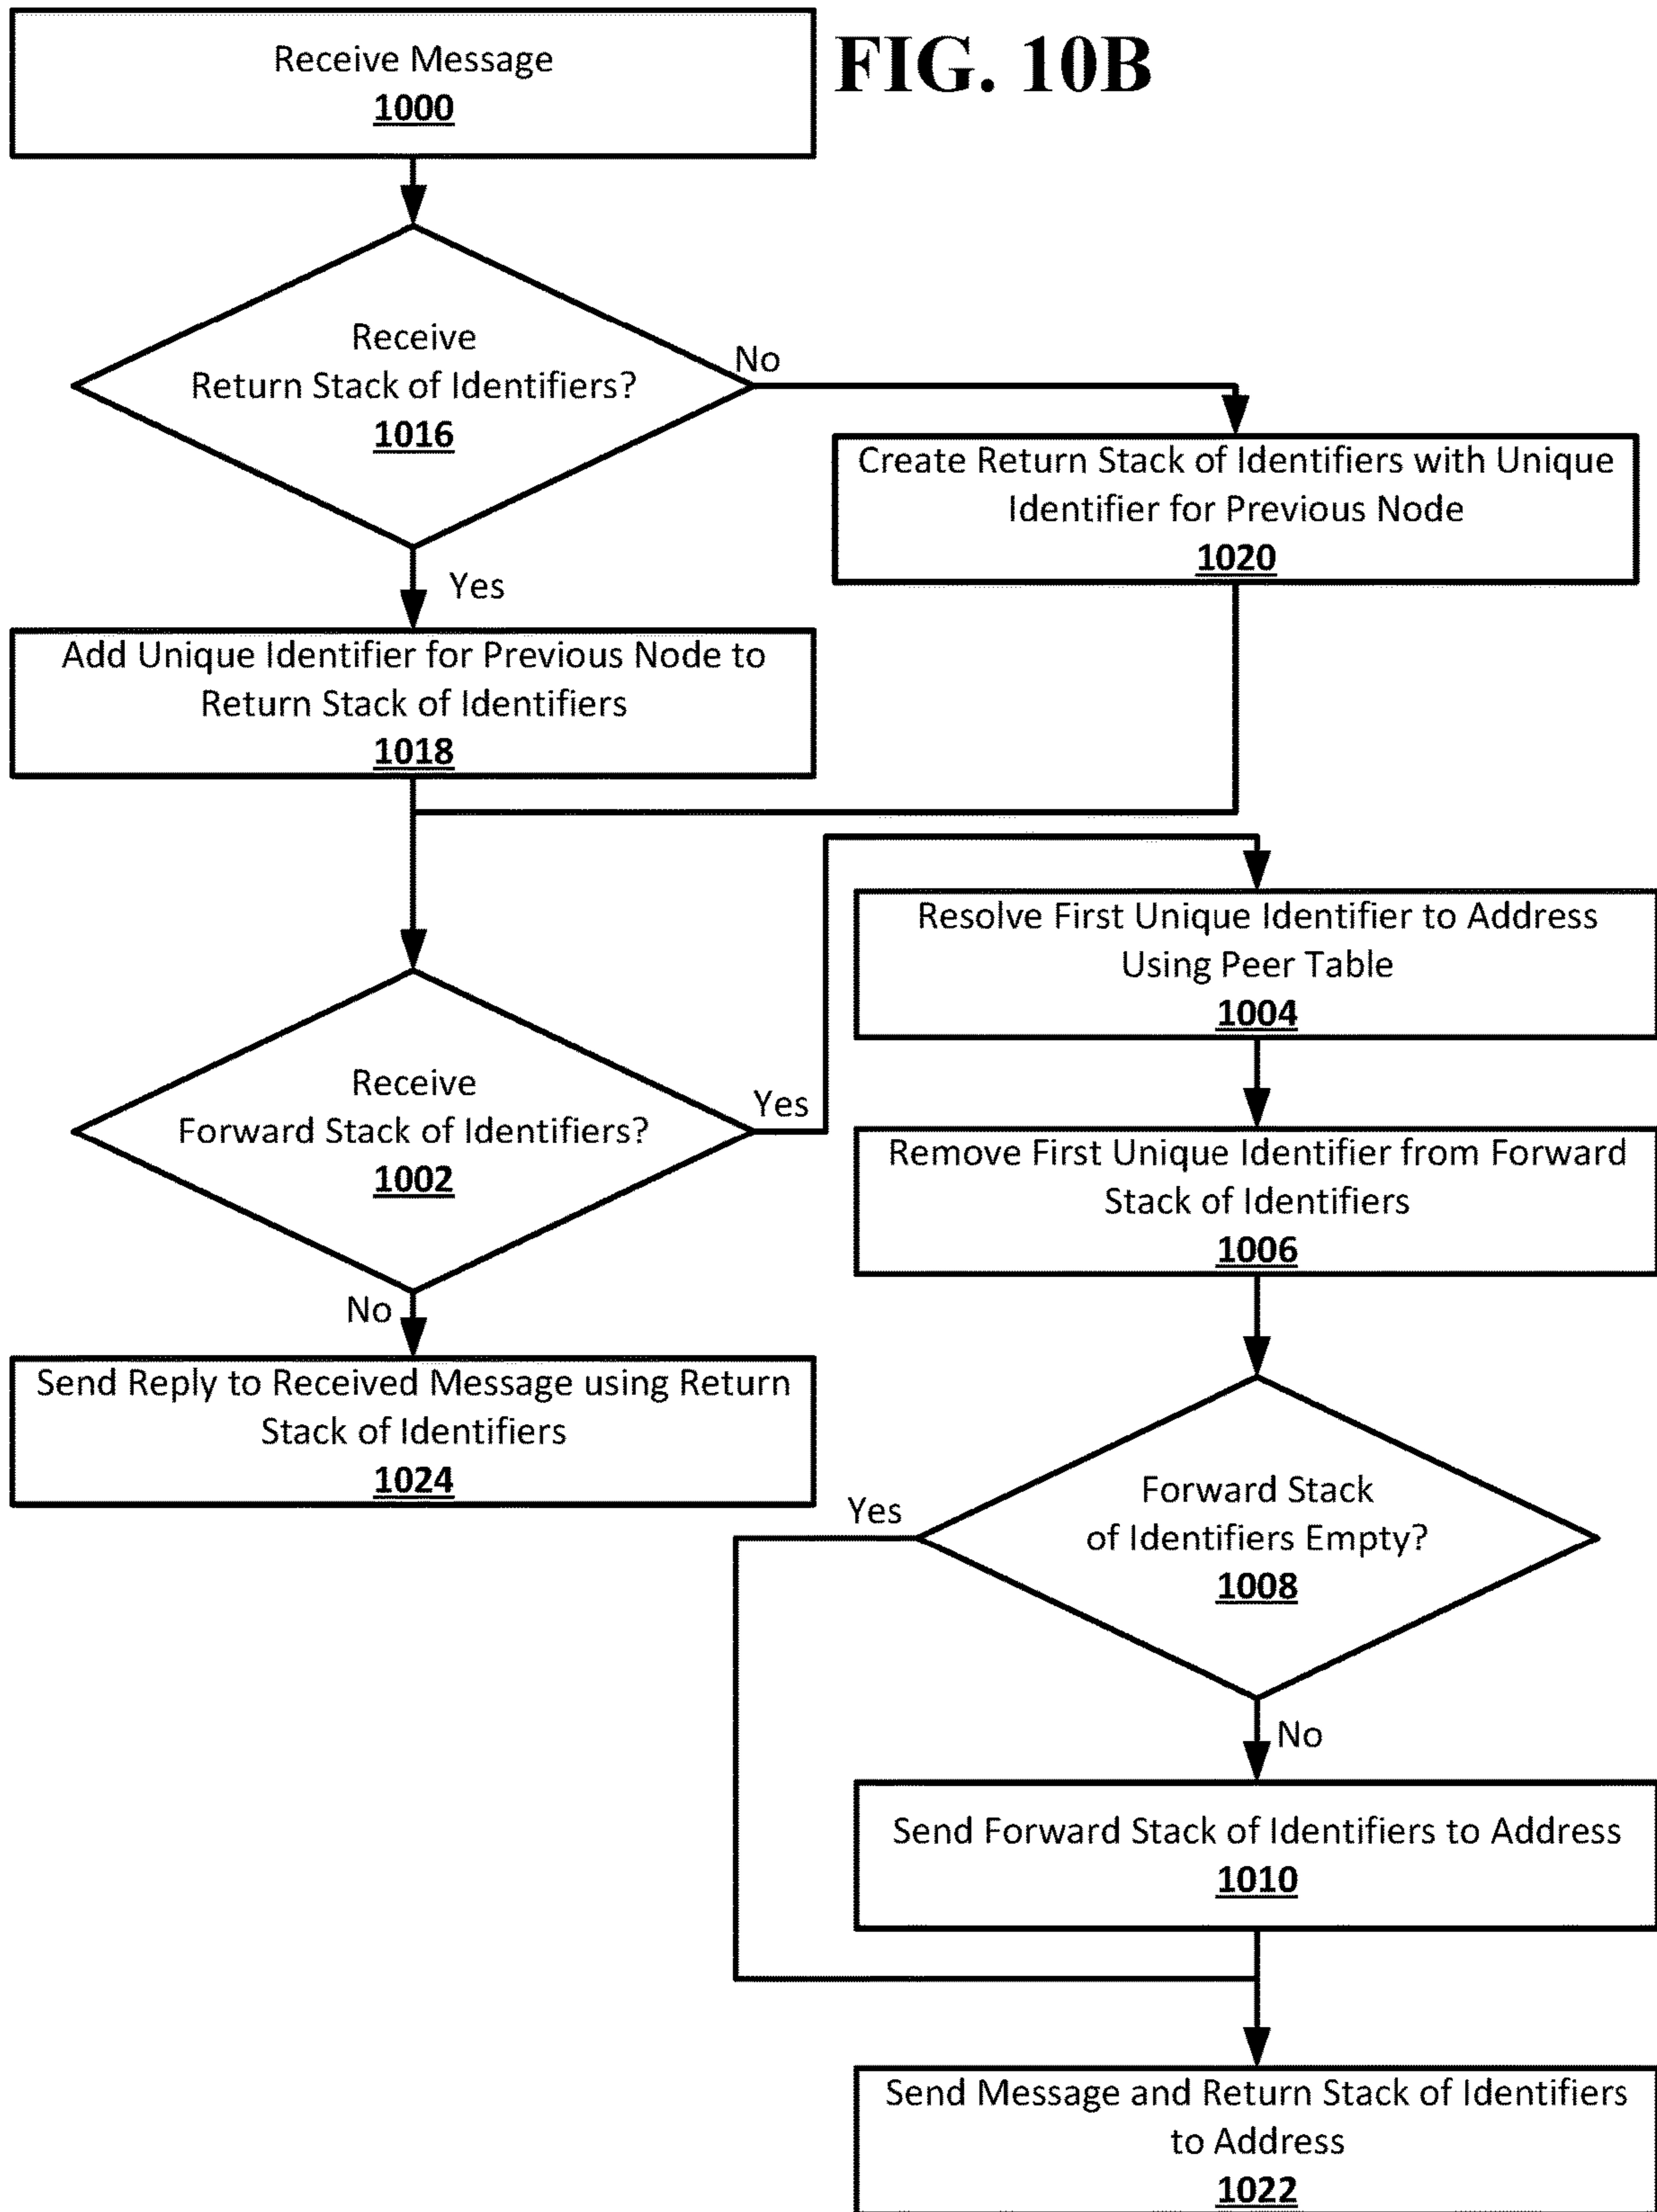 FIG. 10B
Receive Message
1000
Receive
Return Stack of Identifiers?
1016
No
Create Return Stack of Identifiers with Unique
Identifier for Previous Node
1020
Yes
Add Unique Identifier for Previous Node to
Return Stack of Identifiers
1018
Receive
Forward Stack of Identifiers?
1002
Yes
Resolve First Unique Identifier to Address
Using Peer Table
1004
Remove First Unique Identifier from Forward
Stack of Identifiers
1006
No
Send Reply to Received Message using Return
Stack of Identifiers
1024
Forward Stack
of Identifiers Empty?
1008
Yes
No
Send Forward Stack of Identifiers to Address
1010
Send Message and Return Stack of Identifiers
to Address
1022